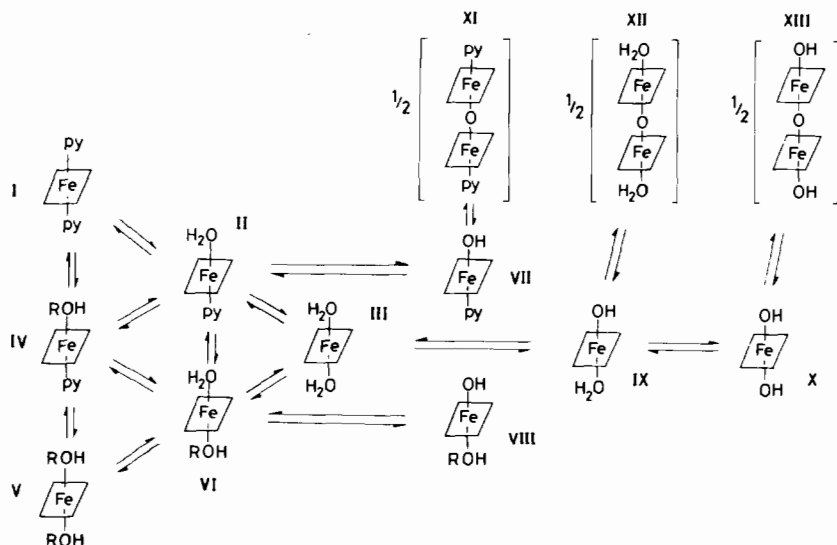 XI XII XIII
py H₂O OH
1/2 Fe 1/2 Fe 1/2 Fe
O O O
Fe Fe Fe
py H₂O OH
py
I Fe
py
H₂O II OH
Fe Fe VII
py py
ROH H₂O III OH OH
IV Fe Fe Fe Fe
py H₂O H₂O IX OH X
H₂O OH
Fe Fe VIII
ROH ROH
VI
ROH
V Fe
ROH